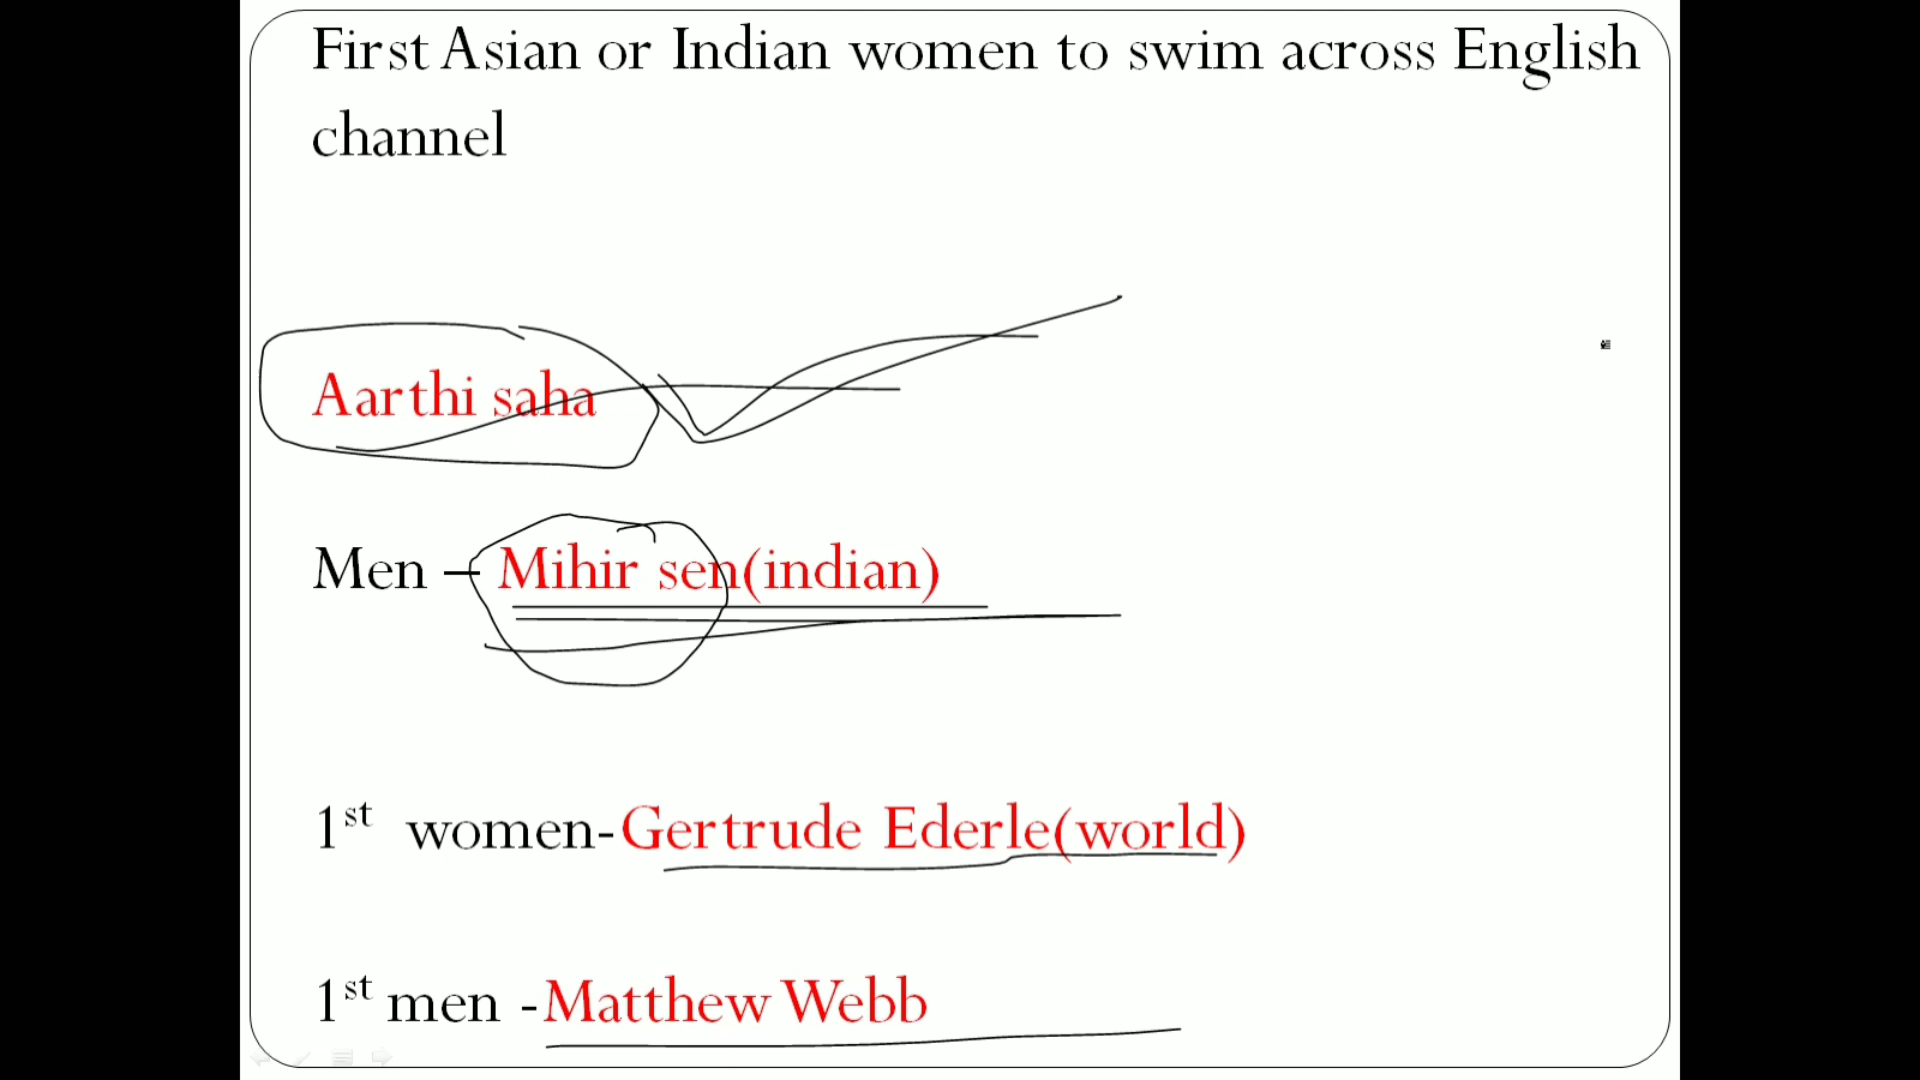 First Asian or Indian women to swim across English
channel
Aarthi saha
Men – Mihir sen(indian)
1st women-Gertrude Ederle(world)
1st men -Matthew Webb